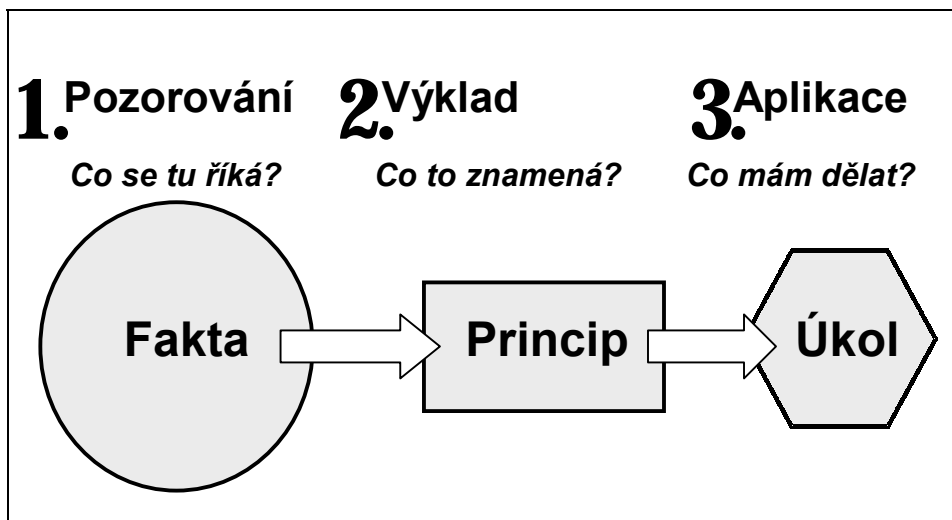 1. Pozorování 2. Výklad 3. Aplikace
Co se tu říká? Co to znamená? Co mám dělat?
Fakta Princip Úkol